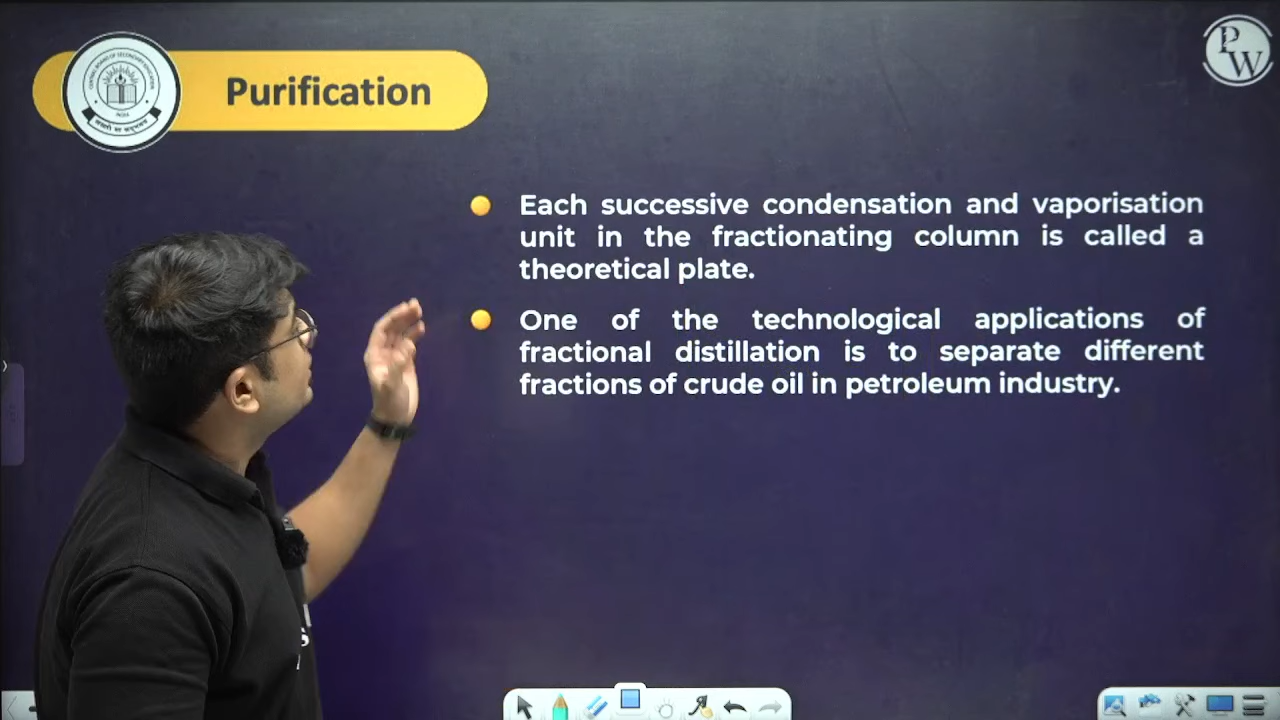 Purification
PW
Each successive condensation and vaporisation
unit in the fractionating column is called a
theoretical plate.
One of the technological applications of
fractional distillation is to separate different
fractions of crude oil in petroleum industry.